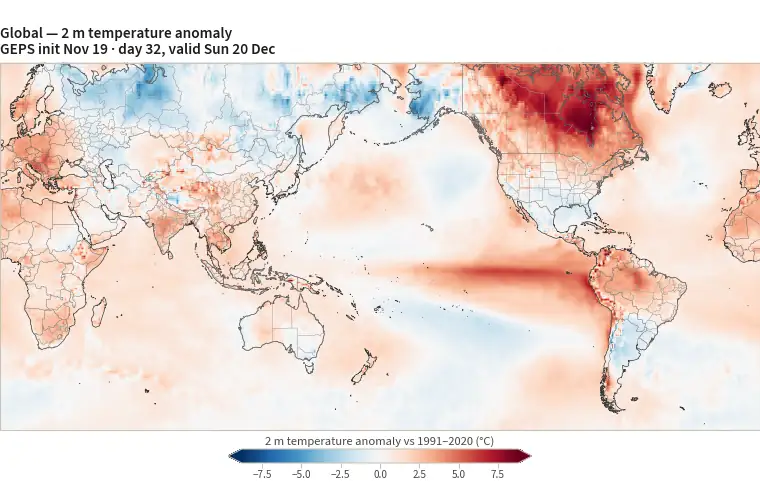 Global — 2 m temperature anomaly
GEPS init Nov 19 · day 32, valid Sun 20 Dec
2 m temperature anomaly vs 1991–2020 (°C)
−7.5 −5.0 −2.5 0.0 2.5 5.0 7.5